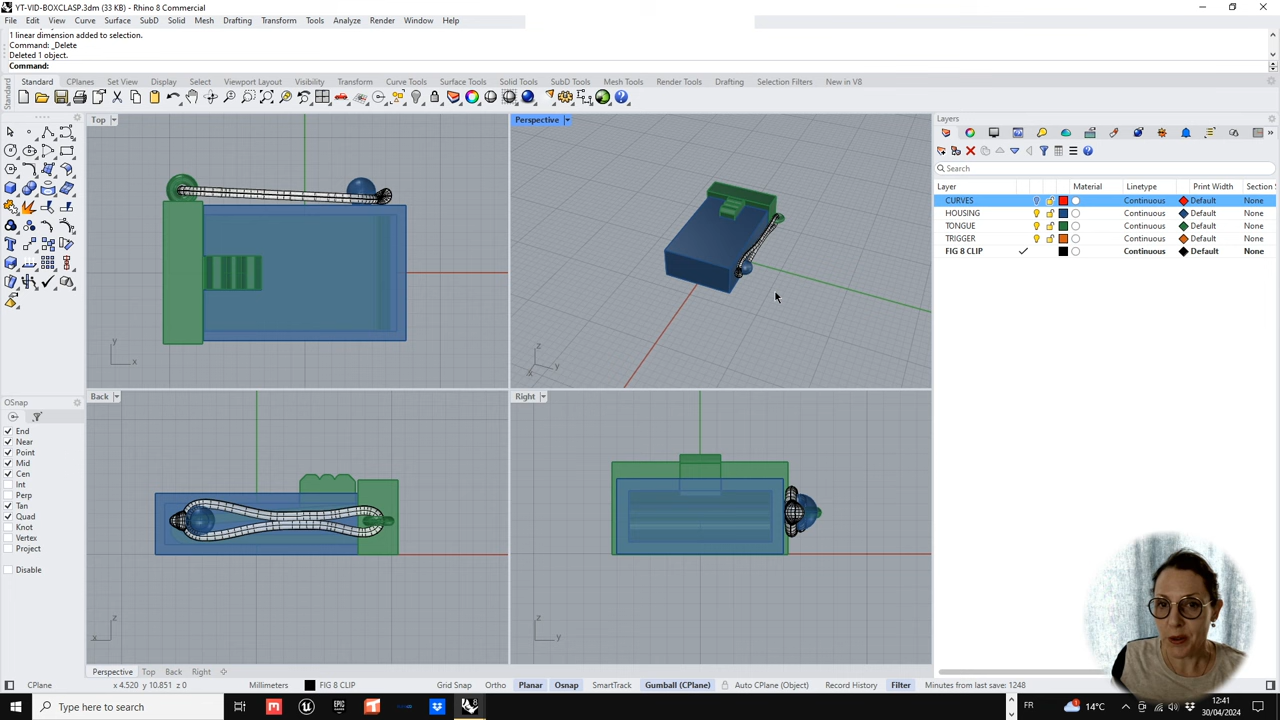 YT-VID-BOXCLASP.3dm (33 KB) - Rhino 8 Commercial
File Edit View Curve Surface SubD Solid Mesh Drafting Transform Tools Analyze Render Window Help
1 linear dimension added to selection.
Command: _Delete
Deleted 1 object.
Command:
Standard CPlanes Set View Display Select Viewport Layout Visibility Transform Curve Tools Surface Tools Solid Tools SubD Tools Mesh Tools Render Tools Drafting Selection Filters New in V8
Standard
Top
Perspective
Layers
Search
Layer Material Linetype Print Width Section
CURVES Continuous Default None
HOUSING Continuous Default None
TONGUE Continuous Default None
TRIGGER Continuous Default None
FIG 8 CLIP Continuous Default None
y
x
z
x y
Back
Right
OSnap
End
Near
Point
Mid
Cen
Int
Perp
Tan
Quad
Knot
Vertex
Project
Disable
z
x
z
y
Perspective Top Back Right
CPlane x 4.520 y 10.851 z 0 Millimeters FIG 8 CLIP Grid Snap Ortho Planar Osnap SmartTrack Gumball (CPlane) Auto CPlane (Object) Record History Filter Minutes from last save: 1248
Type here to search
14°C
FR
12:41
30/04/2024